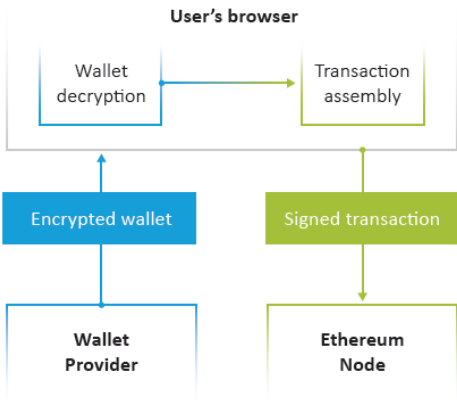 User's browser
Wallet
decryption
Transaction
assembly
Encrypted wallet
Signed transaction
Wallet
Provider
Ethereum
Node